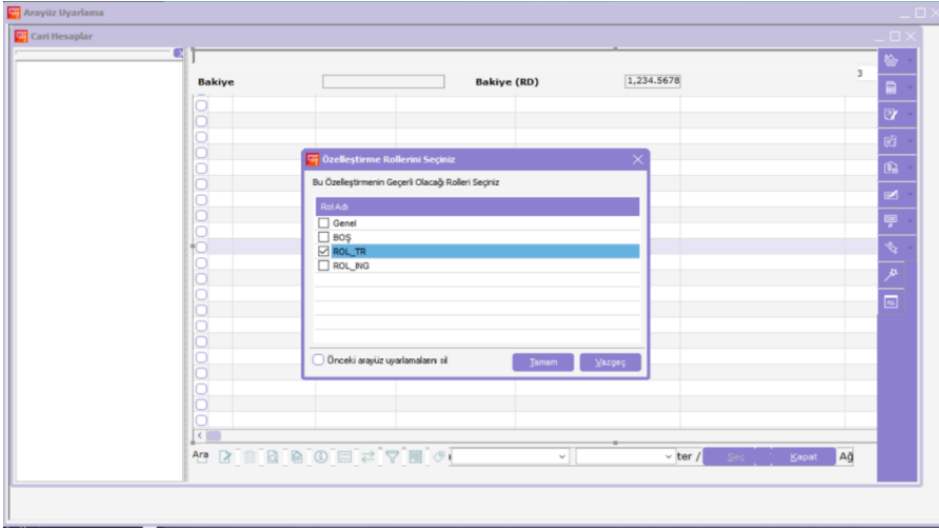 Arayüz Uyarlama
Cari Hesaplar
Bakiye
Bakiye (RD)
1,234.5678
3
Özelleştirme Rollerini Seçiniz
Bu Özelleştirmenin Geçerli Olacağı Rolleri Seçiniz
Rol Adı
Genel
BOŞ
ROL_TR
ROL_ING
Önceki arayüz uyarlamalarını sil
Tamam
Vazgeç
Ara
ter /
Seç
Kapat
Ağ